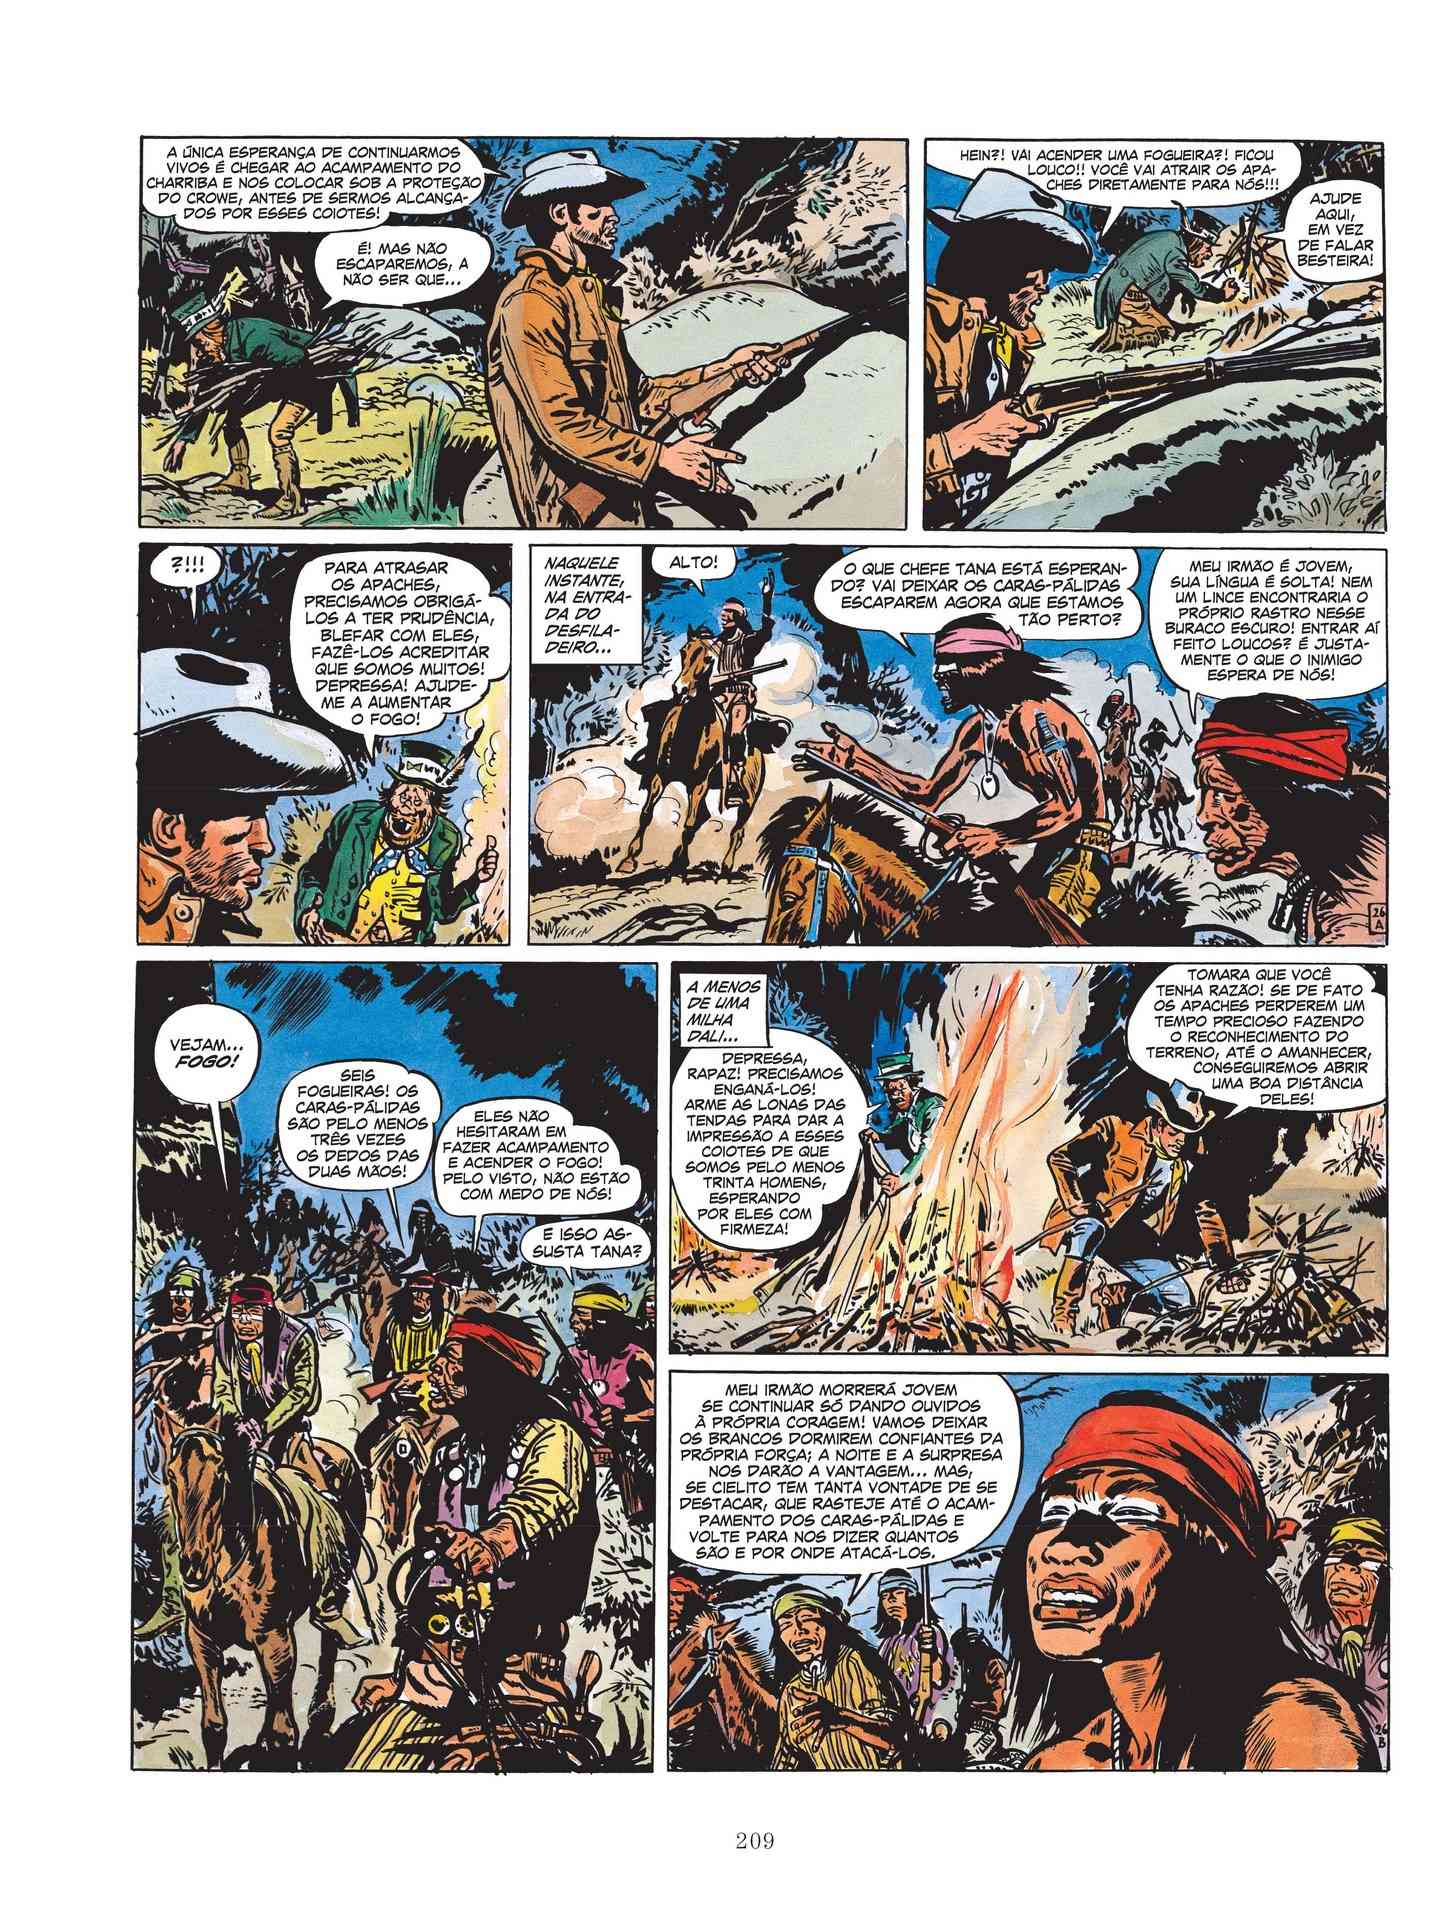 A ÚNICA ESPERANÇA DE CONTINUARMOS
VIVOS É CHEGAR AO ACAMPAMENTO DO
CHARRIBA E NOS COLOCAR SOB A PROTEÇÃO
DO CROWE, ANTES DE SERMOS ALCANÇA-
DOS POR ESSES COIOTES!
É! MAS NÃO
ESCAPAREMOS, A
NÃO SER QUE...
HEIN?! VAI ACENDER UMA FOGUEIRA?! FICOU
LOUCO!! VOCÊ VAI ATRAIR OS APA-
CHES DIRETAMENTE PARA NÓS!!!
AJUDE
AQUI,
EM VEZ
DE FALAR
BESTEIRA!
?!!!
PARA ATRASAR
OS APACHES,
PRECISAMOS OBRIGÁ-
LOS A TER PRUDÊNCIA,
BLEFAR COM ELES,
FAZÊ-LOS ACREDITAR
QUE SOMOS MUITOS!
DEPRESSA! AJUDE-
ME A AUMENTAR
O FOGO!
NAQUELE
INSTANTE,
NA ENTRA-
DA DO
DESFILA-
DEIRO...
ALTO!
O QUE CHEFE TANA ESTÁ ESPERAN-
DO? VAI DEIXAR OS CARAS-PÁLIDAS
ESCAPAREM AGORA QUE ESTAMOS
TÃO PERTO?
MEU IRMÃO É JOVEM,
SUA LÍNGUA É SOLTA! NEM
UM LINCE ENCONTRARIA O
PRÓPRIO RASTRO NESSE
BURACO ESCURO! ENTRAR AÍ
FEITO LOUCOS? É JUSTA-
MENTE O QUE O INIMIGO
ESPERA DE NÓS!
26
A
VEJAM...
FOGO!
SEIS
FOGUEIRAS! OS
CARAS-PÁLIDAS
SÃO PELO MENOS
TRÊS VEZES
OS DEDOS DAS
DUAS MÃOS!
ELES NÃO
HESITARAM EM
FAZER ACAMPAMENTO
E ACENDER O FOGO!
PELO VISTO, NÃO ESTÃO
COM MEDO DE NÓS!
E ISSO AS-
SUSTA TANA?
A MENOS
DE UMA
MILHA
DALI...
DEPRESSA,
RAPAZ! PRECISAMOS
ENGANÁ-LOS!
ARME AS LONAS DAS
TENDAS PARA DAR A
IMPRESSÃO A ESSES
COIOTES DE QUE
SOMOS PELO MENOS
TRINTA HOMENS,
ESPERANDO
POR ELES COM
FIRMEZA!
TOMARA QUE VOCÊ
TENHA RAZÃO! SE DE FATO
OS APACHES PERDEREM UM
TEMPO PRECIOSO FAZENDO
O RECONHECIMENTO DO
TERRENO, ATÉ O AMANHECER,
CONSEGUIREMOS ABRIR
UMA BOA DISTÂNCIA
DELES!
MEU IRMÃO MORRERÁ JOVEM
SE CONTINUAR SÓ DANDO OUVIDOS
À PRÓPRIA CORAGEM! VAMOS DEIXAR
OS BRANCOS DORMIREM CONFIANTES DA
PRÓPRIA FORÇA; A NOITE E A SURPRESA
NOS DARÃO A VANTAGEM... MAS,
SE CIELITO TEM TANTA VONTADE DE SE
DESTACAR, QUE RASTEJE ATÉ O ACAM-
PAMENTO DOS CARAS-PÁLIDAS E
VOLTE PARA NOS DIZER QUANTOS
SÃO E POR ONDE ATACÁ-LOS.
26
B
209